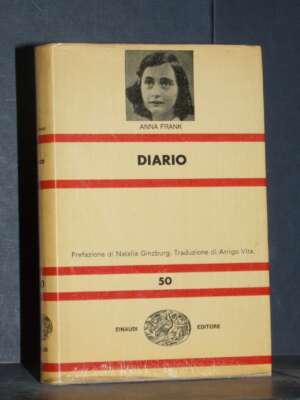 ANNA FRANK
DIARIO
Prefazione di Natalia Ginzburg. Traduzione di Arrigo Vita.
50
EINAUDI EDITORE